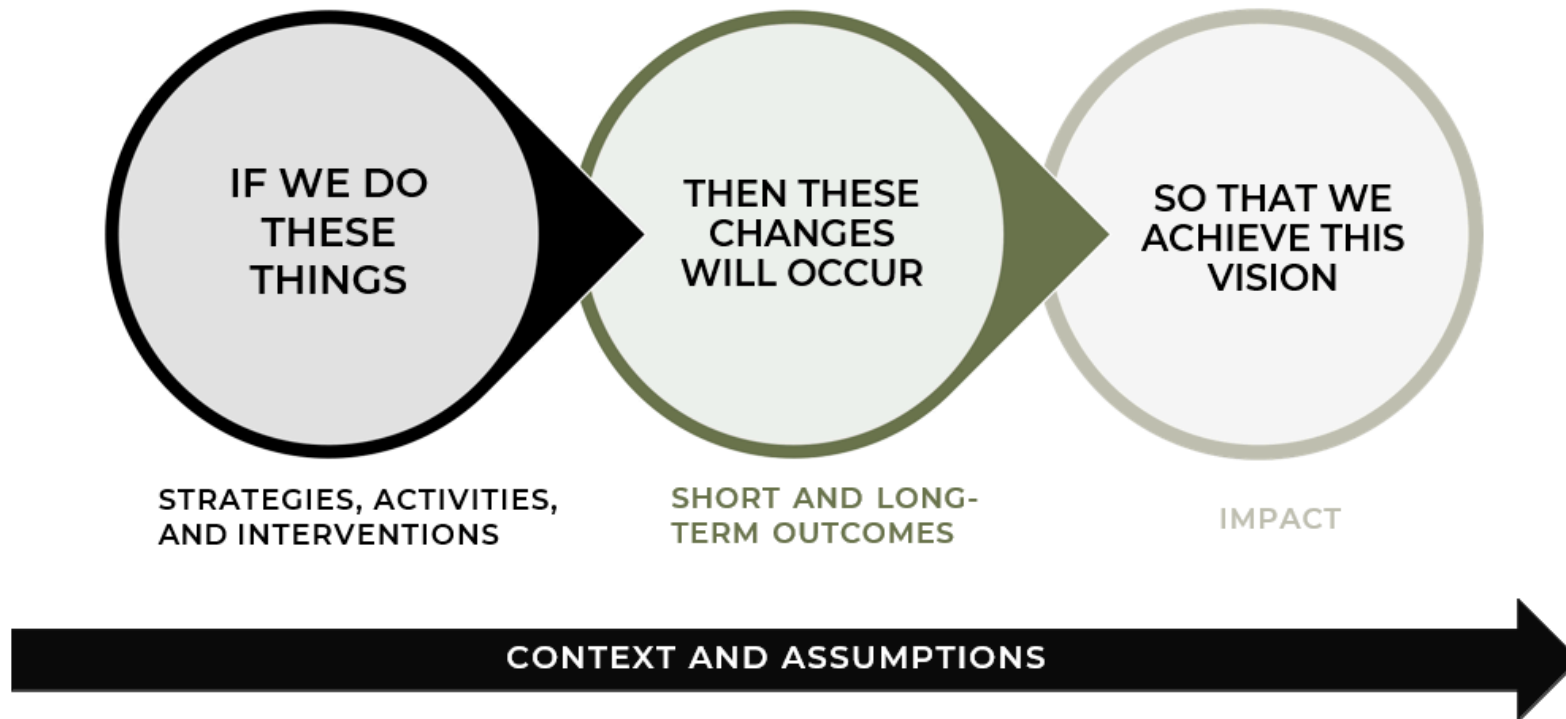 IF WE DO
THESE
THINGS
THEN THESE
CHANGES
WILL OCCUR
SO THAT WE
ACHIEVE THIS
VISION
STRATEGIES, ACTIVITIES,
AND INTERVENTIONS
SHORT AND LONG-
TERM OUTCOMES
IMPACT
CONTEXT AND ASSUMPTIONS